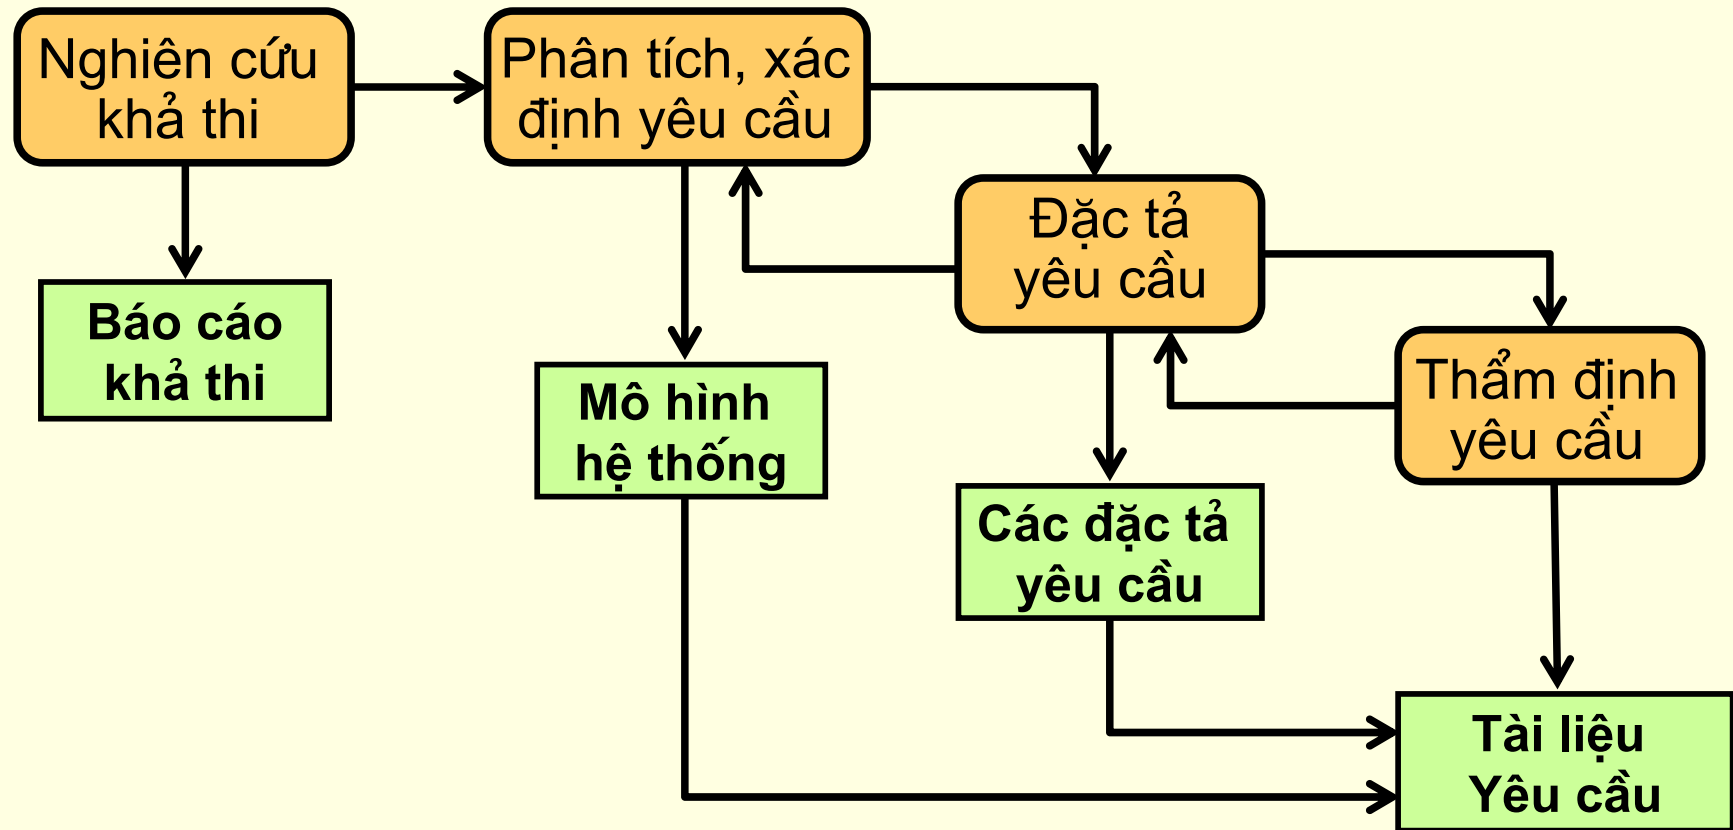 Nghiên cứu
khả thi
Phân tích, xác
định yêu cầu
Đặc tả
yêu cầu
Thẩm định
yêu cầu
Báo cáo
khả thi
Mô hình
hệ thống
Các đặc tả
yêu cầu
Tài liệu
Yêu cầu